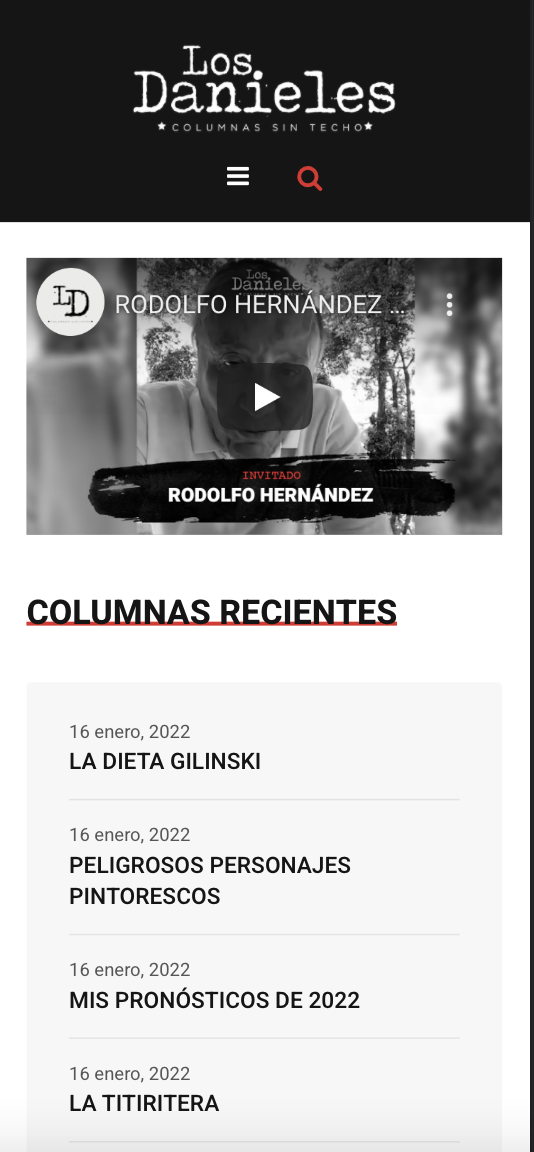 Los
Danieles
★COLUMNAS SIN TECHO★
LD
Los
Danieles
RODOLFO HERNÁNDEZ ...
INVITADO
RODOLFO HERNÁNDEZ
COLUMNAS RECIENTES
16 enero, 2022
LA DIETA GILINSKI
16 enero, 2022
PELIGROSOS PERSONAJES
PINTORESCOS
16 enero, 2022
MIS PRONÓSTICOS DE 2022
16 enero, 2022
LA TITIRITERA